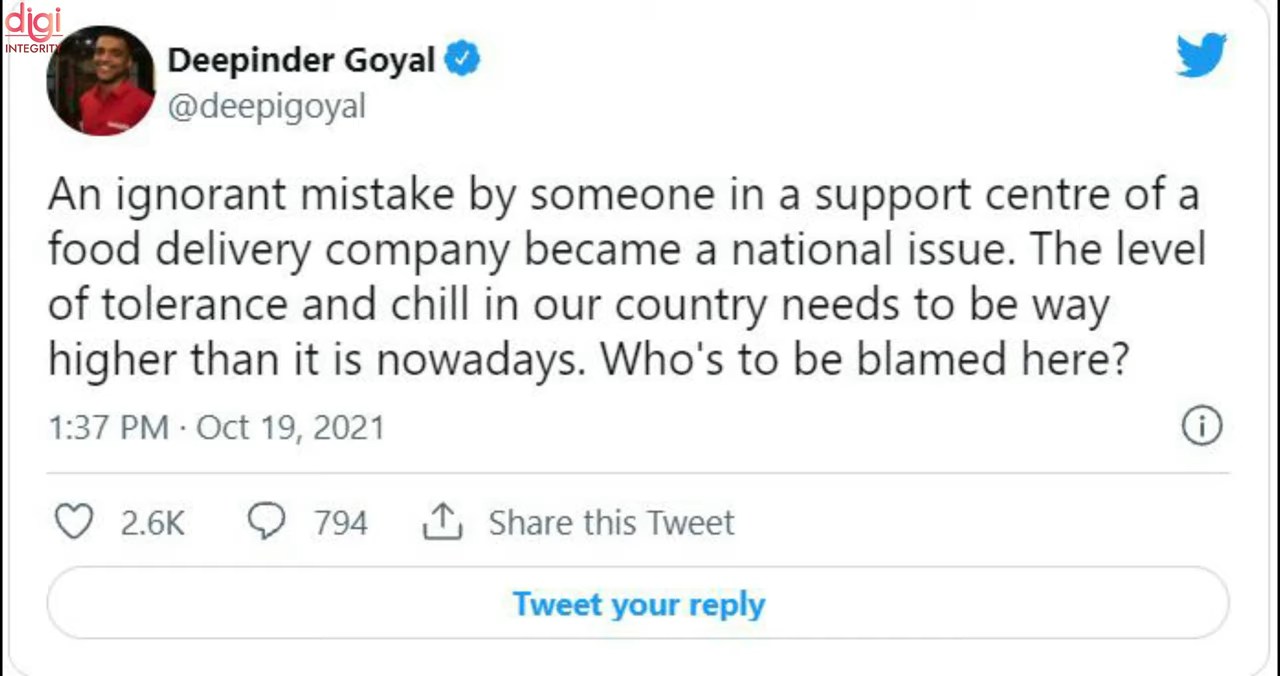 digi
INTEGRITY
Deepinder Goyal
@deepigoyal
An ignorant mistake by someone in a support centre of a
food delivery company became a national issue. The level
of tolerance and chill in our country needs to be way
higher than it is nowadays. Who's to be blamed here?
1:37 PM · Oct 19, 2021
2.6K 794 Share this Tweet
Tweet your reply